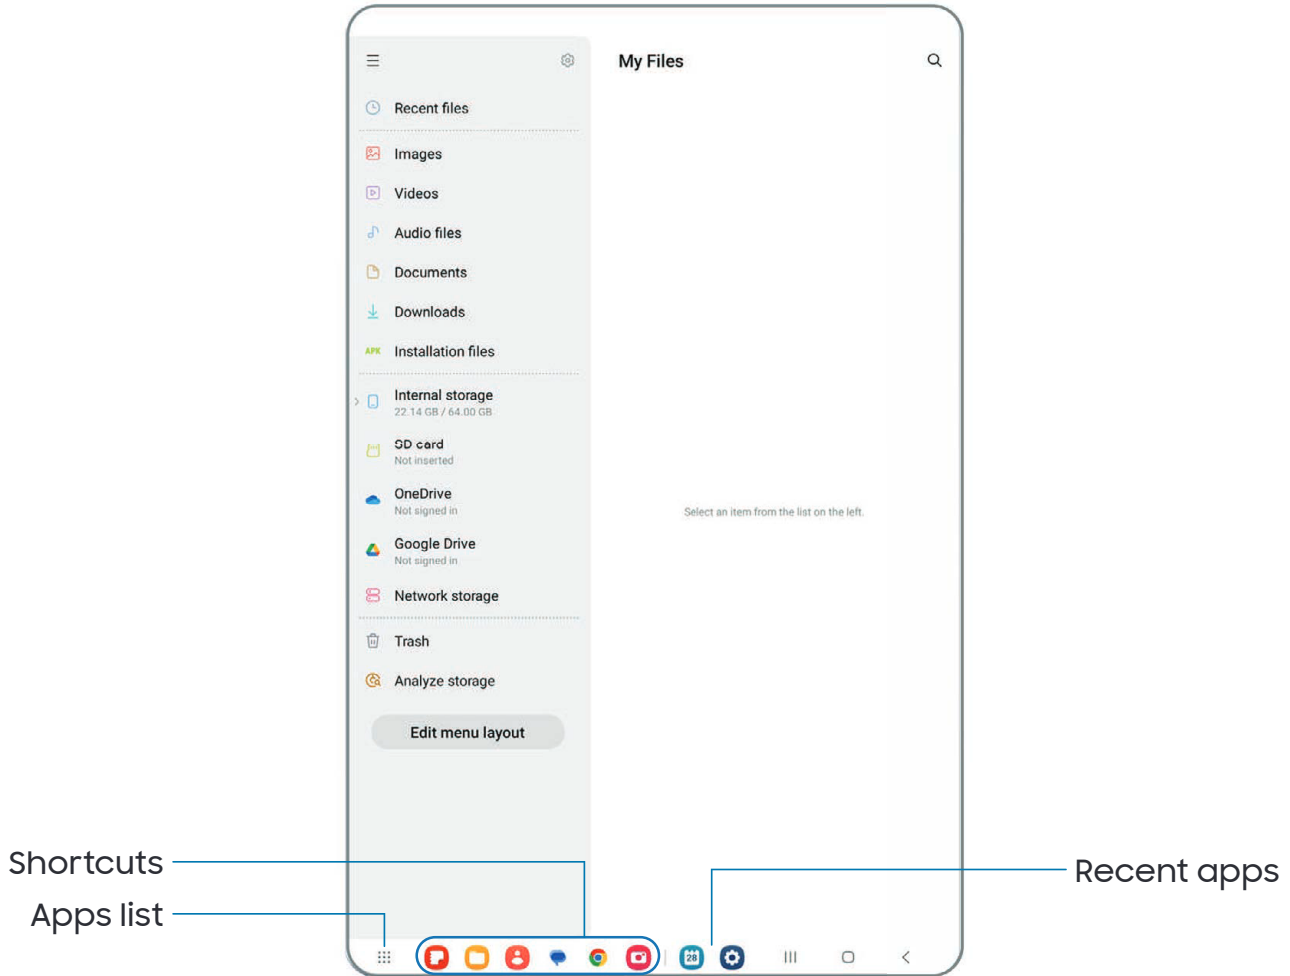 My Files
Recent files
Images
Videos
Audio files
Documents
Downloads
APK Installation files
Internal storage
22.14 GB / 64.00 GB
SD card
Not inserted
OneDrive
Not signed in
Google Drive
Not signed in
Network storage
Trash
Analyze storage
Edit menu layout
Select an item from the list on the left.
Shortcuts
Apps list
Recent apps
28